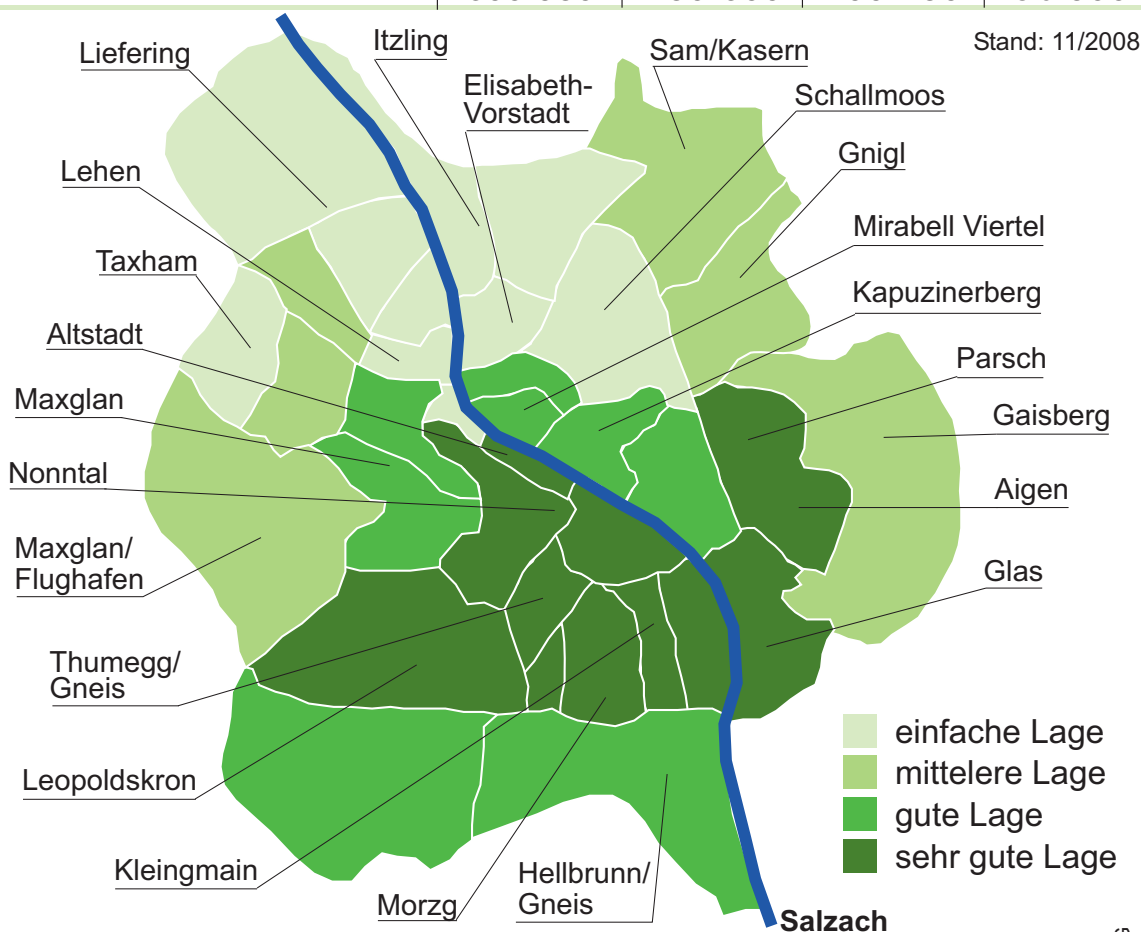 Stand: 11/2008
Itzling
Liefering
Sam/Kasern
Elisabeth-
Vorstadt
Schallmoos
Gnigl
Lehen
Mirabell Viertel
Taxham
Kapuzinerberg
Altstadt
Parsch
Maxglan
Gaisberg
Nonntal
Aigen
Maxglan/
Flughafen
Glas
Thumegg/
Gneis
Leopoldskron
Kleingmain
Morzg
Hellbrunn/
Gneis
Salzach
einfache Lage
mittelere Lage
gute Lage
sehr gute Lage